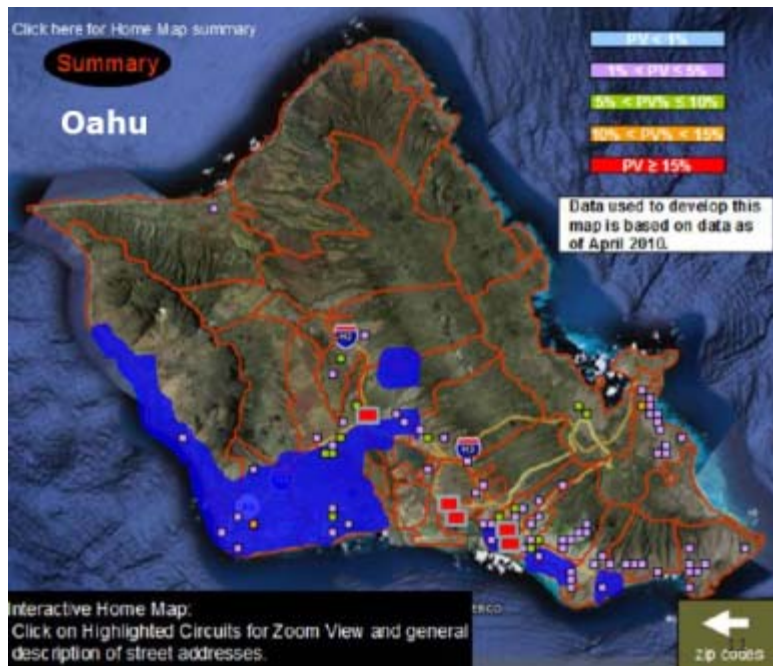 Click here for Home Map summary
Summary
Oahu
PV < 1%
1% < PV ≤ 5%
5% < PV% ≤ 10%
10% < PV% < 15%
PV ≥ 15%
Data used to develop this
map is based on data as
of April 2010.
H2
H3
Interactive Home Map:
Click on Highlighted Circuits for Zoom View and general
description of street addresses.
zip codes